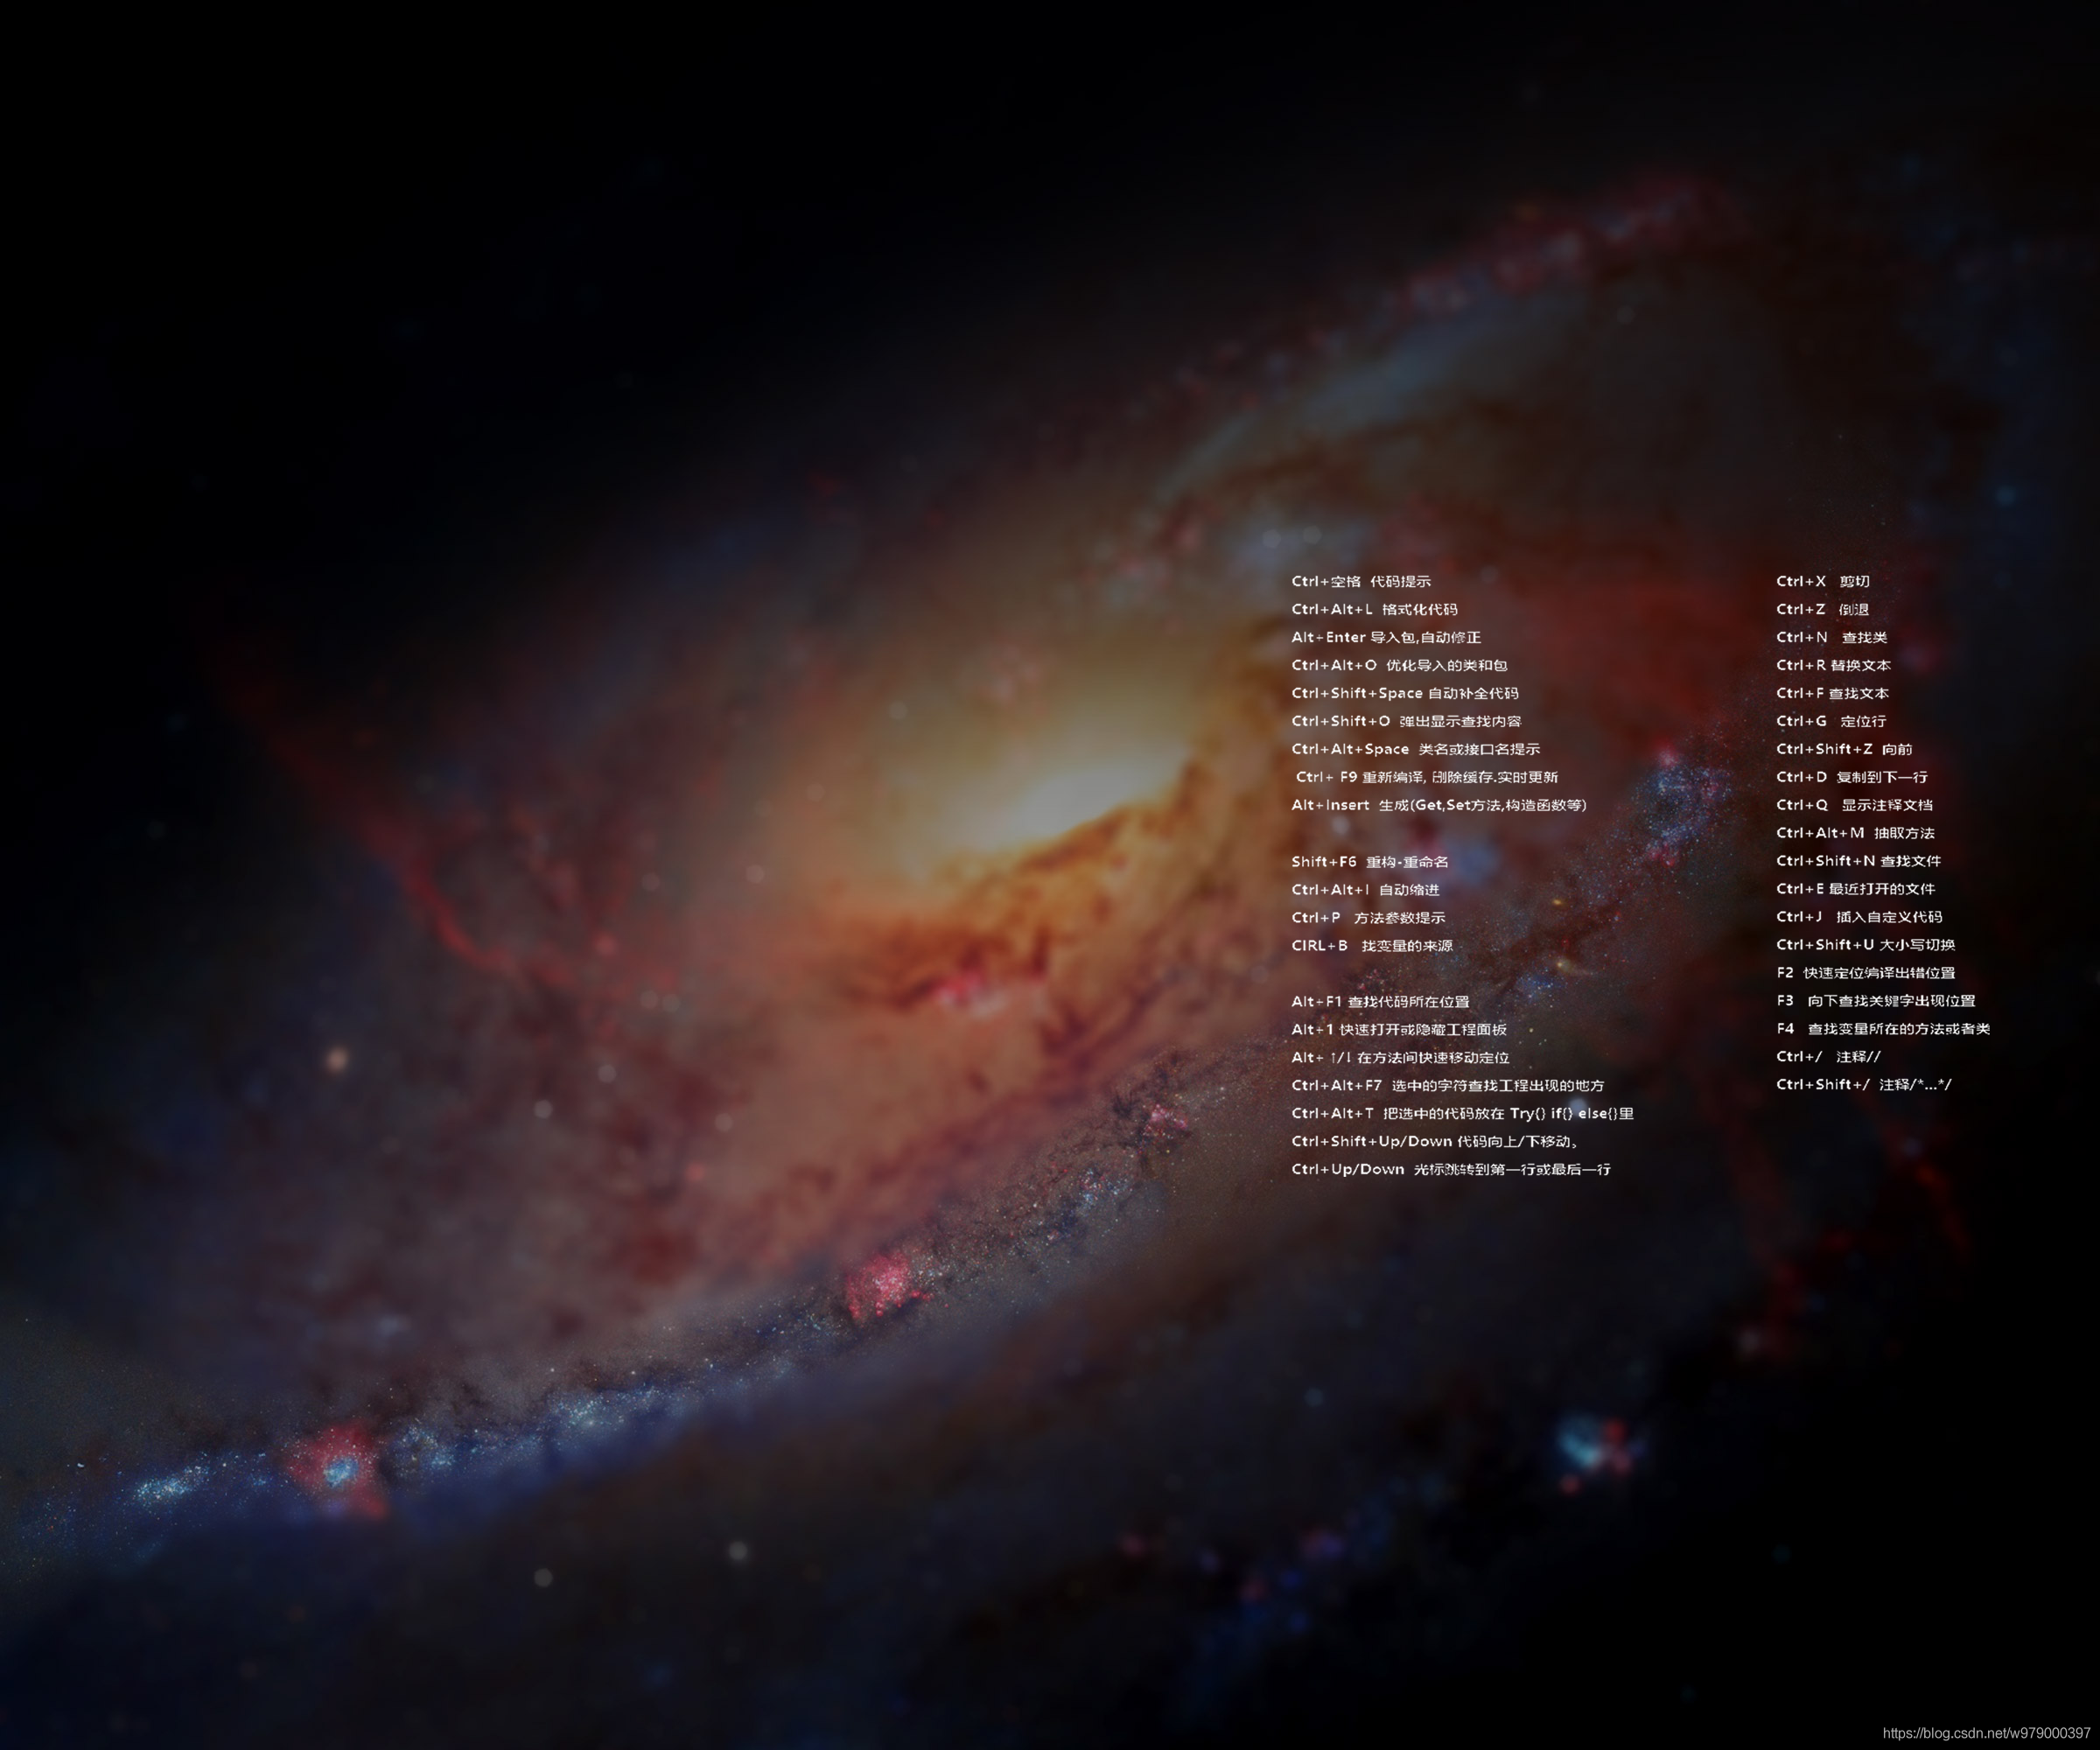 Ctrl+空格 代码提示
Ctrl+Alt+L 格式化代码
Alt+Enter 导入包,自动修正
Ctrl+Alt+O 优化导入的类和包
Ctrl+Shift+Space 自动补全代码
Ctrl+Shift+O 弹出显示查找内容
Ctrl+Alt+Space 类名或接口名提示
Ctrl+ F9 重新编译, 删除缓存.实时更新
Alt+Insert 生成(Get,Set方法,构造函数等)
Shift+F6 重构-重命名
Ctrl+Alt+I 自动缩进
Ctrl+P 方法参数提示
CIRL+B 找变量的来源
Alt+F1 查找代码所在位置
Alt+1 快速打开或隐藏工程面板
Alt+ ↑/↓ 在方法间快速移动定位
Ctrl+Alt+F7 选中的字符查找工程出现的地方
Ctrl+Alt+T 把选中的代码放在 Try{} if{} else{}里
Ctrl+Shift+Up/Down 代码向上/下移动。
Ctrl+Up/Down 光标跳转到第一行或最后一行
Ctrl+X 剪切
Ctrl+Z 倒退
Ctrl+N 查找类
Ctrl+R 替换文本
Ctrl+F 查找文本
Ctrl+G 定位行
Ctrl+Shift+Z 向前
Ctrl+D 复制到下一行
Ctrl+Q 显示注释文档
Ctrl+Alt+M 抽取方法
Ctrl+Shift+N 查找文件
Ctrl+E 最近打开的文件
Ctrl+J 插入自定义代码
Ctrl+Shift+U 大小写切换
F2 快速定位编译出错位置
F3 向下查找关键字出现位置
F4 查找变量所在的方法或者类
Ctrl+/ 注释//
Ctrl+Shift+/ 注释/*...*/
https://blog.csdn.net/w979000397